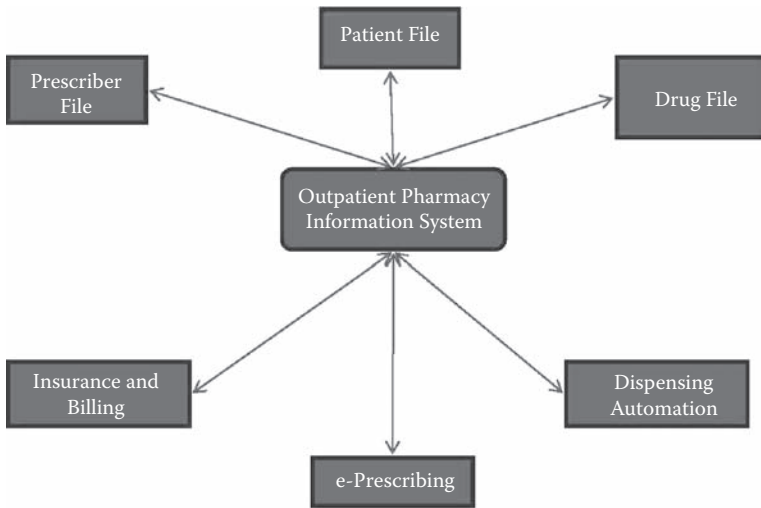 Patient File
Prescriber
File
Drug File
Outpatient Pharmacy
Information System
Insurance and
Billing
Dispensing
Automation
e-Prescribing